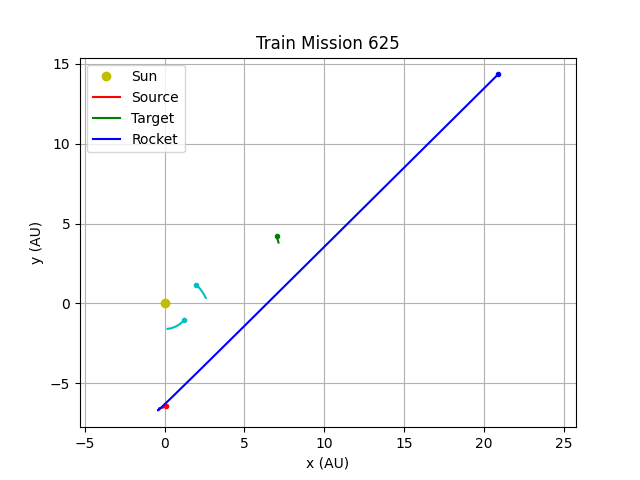 Train Mission 625
Sun
Source
Target
Rocket
15
10
5
0
−5
y (AU)
−5 0 5 10 15 20 25
x (AU)